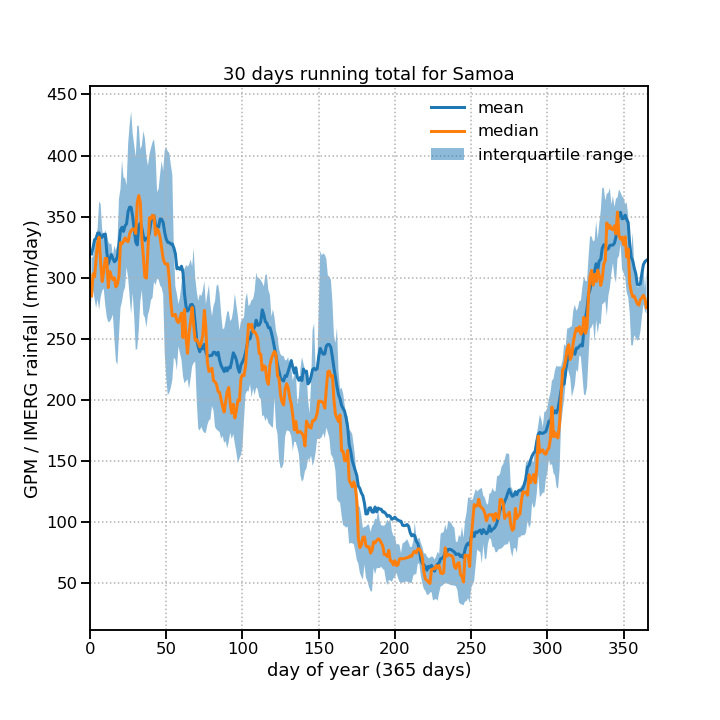 30 days running total for Samoa
mean
median
interquartile range
GPM / IMERG rainfall (mm/day)
450
400
350
300
250
200
150
100
50
0 50 100 150 200 250 300 350
day of year (365 days)